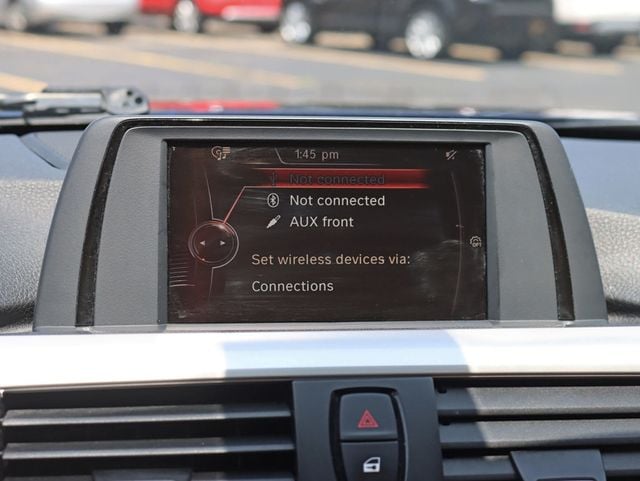 1:45 pm
Not connected
Not connected
AUX front
Set wireless devices via:
Connections